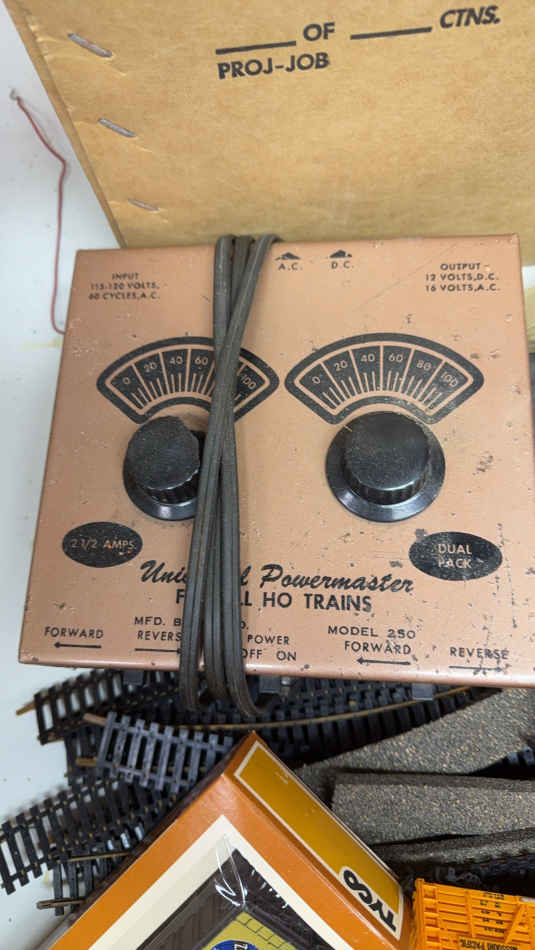 OF CTNS.
PROJ-JOB
INPUT
115-120 VOLTS,
60 CYCLES, A.C.
A.C. D.C.
OUTPUT -
12 VOLTS, D.C.
16 VOLTS, A.C.
0 20 40 60 100
0 20 40 60 80 100
2 1/2 AMPS
DUAL
PACK
Powermaster
HO TRAINS
MFD.
MODEL 250
FORWARD
POWER
OFF ON
FORWARD
REVERSE
TYCO
MISSOURI PACIFIC